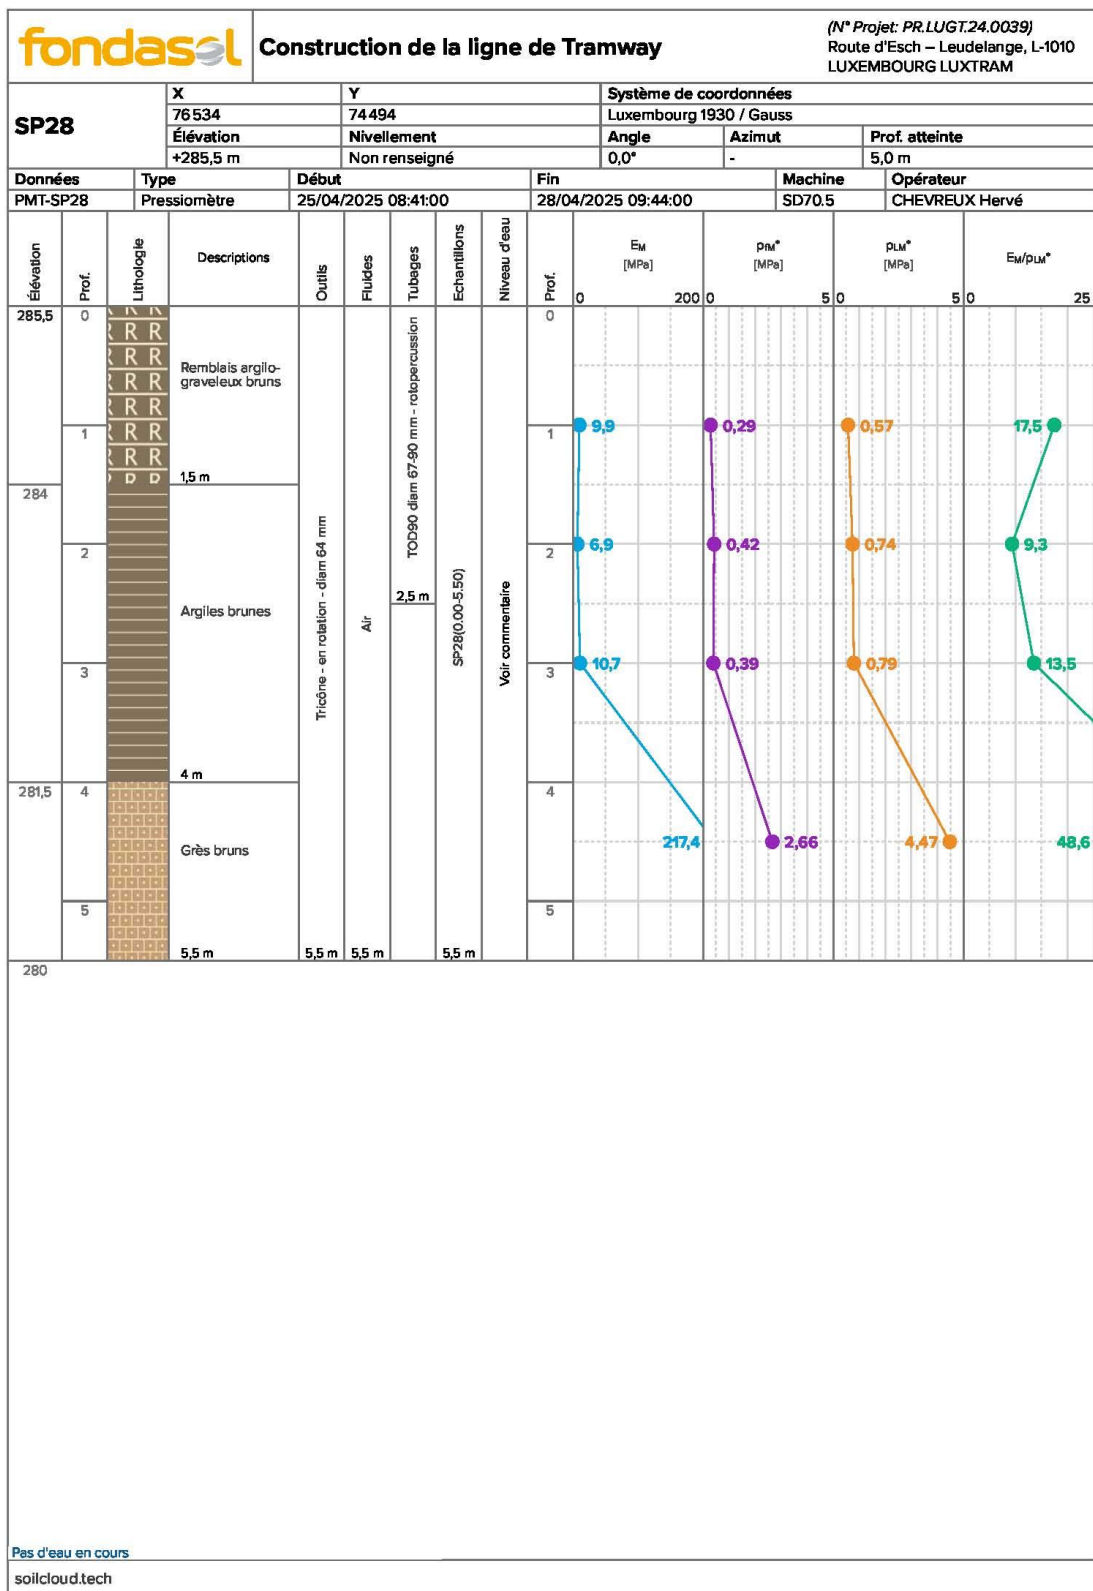 fondasol
Construction de la ligne de Tramway
(N° Projet: PR.LUGT.24.0039)
Route d'Esch – Leudelange, L-1010
LUXEMBOURG LUXTRAM
SP28
X Y Système de coordonnées
76 534 74 494 Luxembourg 1930 / Gauss
Élévation Nivellement Angle Azimut Prof. atteinte
+285,5 m Non renseigné 0,0° - 5,0 m
Données Type Début Fin Machine Opérateur
PMT-SP28 Pressiomètre 25/04/2025 08:41:00 28/04/2025 09:44:00 SD70.5 CHEVREUX Hervé
Élévation Prof. Lithologie Descriptions Outils Fluides Tubages Echantillons Niveau d'eau Prof.
EM pfM* pLM* EM/pLM*
[MPa] [MPa] [MPa]
0 200 0 5 0 5 0 25
285,5 0 0
R R
R R
Remblais argilo-
graveleux bruns
R R
R R
R R
1 1 9,9 0,29 0,57 17,5
R R
R R
R R
1,5 m
284
TOD90 diam 67-90 mm - rotopercussion
2 2 6,9 0,42 0,74 9,3
2,5 m
Argiles brunes
Tricône - en rotation - diam 64 mm
Air
SP28(0.00-5.50)
Voir commentaire
3 3 10,7 0,39 0,79 13,5
4 m
281,5 4 4
217,4 2,66 4,47 48,6
Grès bruns
5 5
5,5 m 5,5 m 5,5 m 5,5 m
280
Pas d'eau en cours
soilcloud.tech